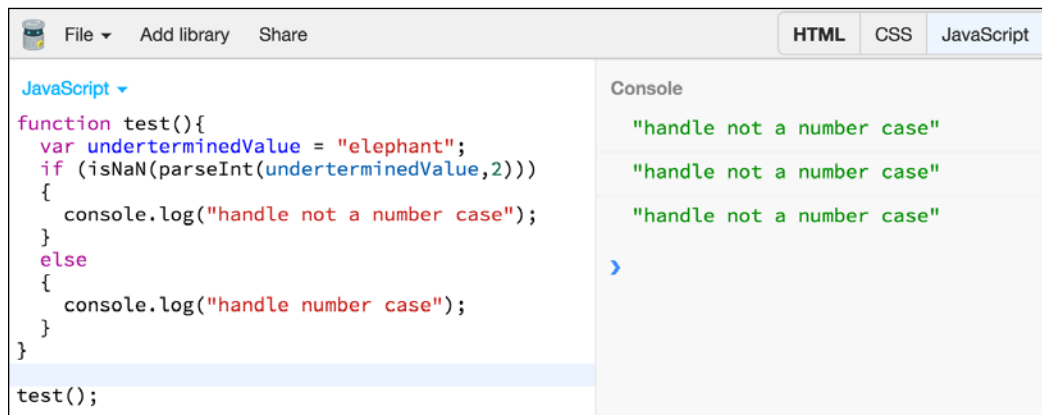 File Add library Share HTML CSS JavaScript
JavaScript
function test(){
  var underterminedValue = "elephant";
  if (isNaN(parseInt(underterminedValue,2)))
  {
    console.log("handle not a number case");
  }
  else
  {
    console.log("handle number case");
  }
}
test();
Console
"handle not a number case"
"handle not a number case"
"handle not a number case"
❯